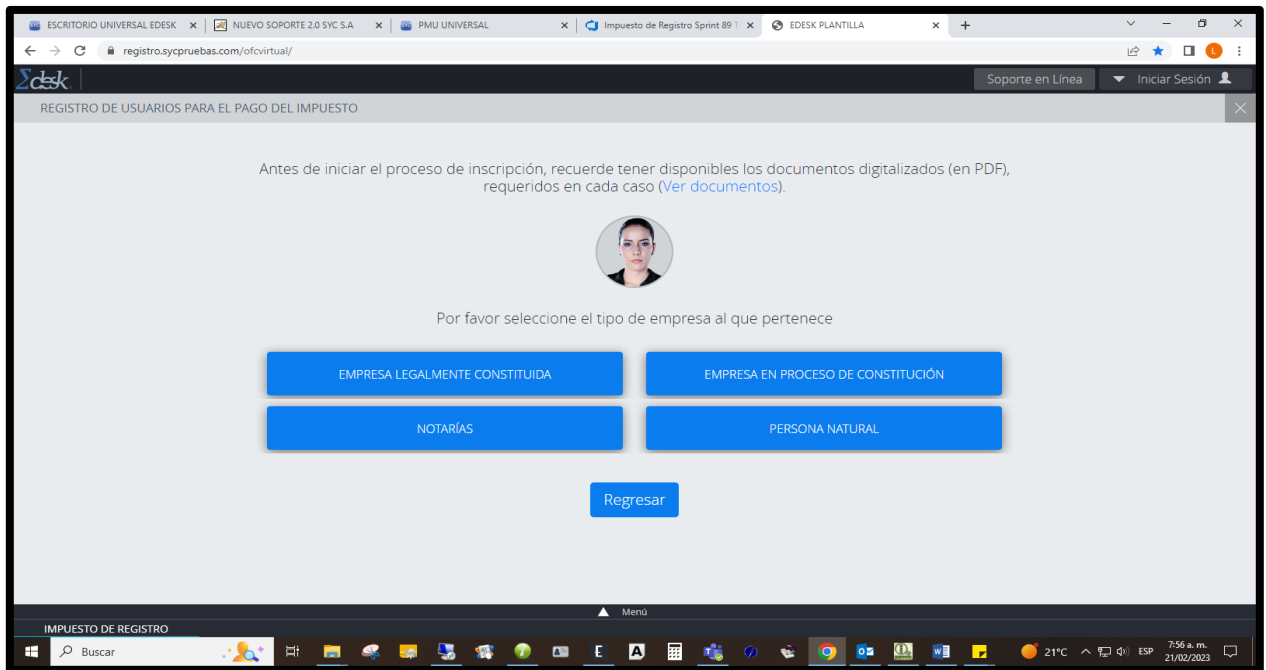 ESCRITORIO UNIVERSAL EDESK
NUEVO SOPORTE 2.0 SYC S.A
PMU UNIVERSAL
Impuesto de Registro Sprint 89 T
EDESK PLANTILLA
registro.sycpruebas.com/ofcvirtual/
L
Σdesk
Soporte en Línea
Iniciar Sesión
REGISTRO DE USUARIOS PARA EL PAGO DEL IMPUESTO
Antes de iniciar el proceso de inscripción, recuerde tener disponibles los documentos digitalizados (en PDF),
requeridos en cada caso (Ver documentos).
Por favor seleccione el tipo de empresa al que pertenece
EMPRESA LEGALMENTE CONSTITUIDA
EMPRESA EN PROCESO DE CONSTITUCIÓN
NOTARÍAS
PERSONA NATURAL
Regresar
Menú
IMPUESTO DE REGISTRO
Buscar
21°C
ESP
7:56 a. m.
21/02/2023